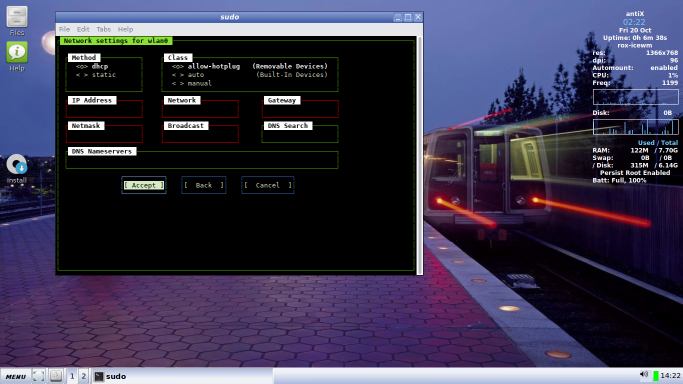 sudo
File Edit Tabs Help
Network settings for wlan0
Method
<o> dhcp
< > static
Class
<o> allow-hotplug (Removable Devices)
< > auto (Built-In Devices)
< > manual
IP Address
Network
Gateway
Netmask
Broadcast
DNS Search
DNS Nameservers
[ Accept ] [ Back ] [ Cancel ]
Files
Help
Install
antiX
02:22
Fri 20 Oct
Uptime: 0h 6m 38s
rox-icewm
res: 1366x768
dpi: 96
Automount: enabled
CPU: 1%
Freq: 1199
Disk: 0B
Used / Total
RAM: 122M / 7.70G
Swap: 0B / 0B
/ Disk: 315M / 6.14G
Persist Root Enabled
Batt: Full, 100%
MENU 1 2 sudo 14:22